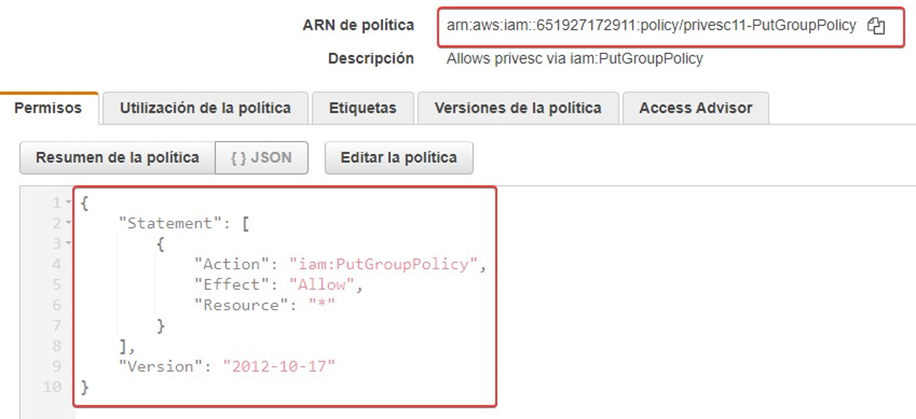 ARN de política arn:aws:iam::651927172911:policy/privesc11-PutGroupPolicy
Descripción Allows privesc via iam:PutGroupPolicy
Permisos Utilización de la política Etiquetas Versiones de la política Access Advisor
Resumen de la política { } JSON Editar la política
1 {
2 "Statement": [
3 {
4 "Action": "iam:PutGroupPolicy",
5 "Effect": "Allow",
6 "Resource": "*"
7 }
8 ],
9 "Version": "2012-10-17"
10 }